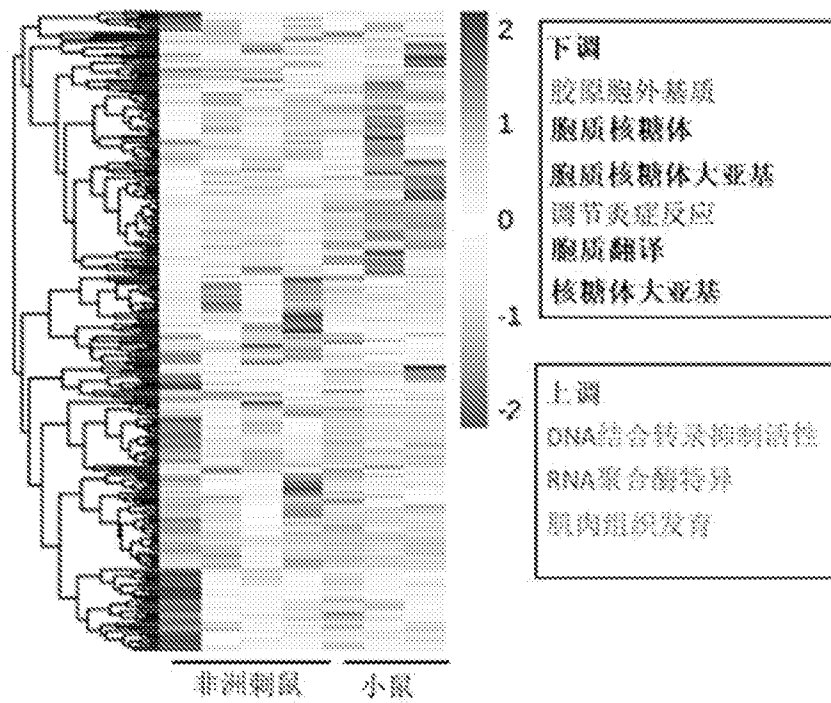 2
1
0
-1
-2
下调
胶原胞外基质
胞质核糖体
胞质核糖体大亚基
调节炎症反应
胞质翻译
核糖体大亚基
上调
DNA结合转录抑制活性
RNA聚合酶特异
肌肉组织发育
非洲刺鼠
小鼠